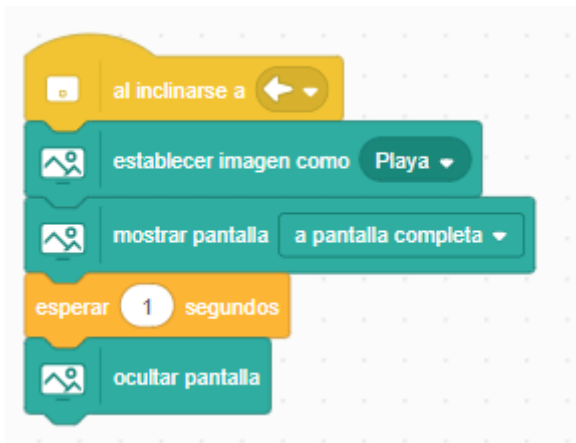 al inclinarse a
establecer imagen como Playa
mostrar pantalla a pantalla completa
esperar 1 segundos
ocultar pantalla